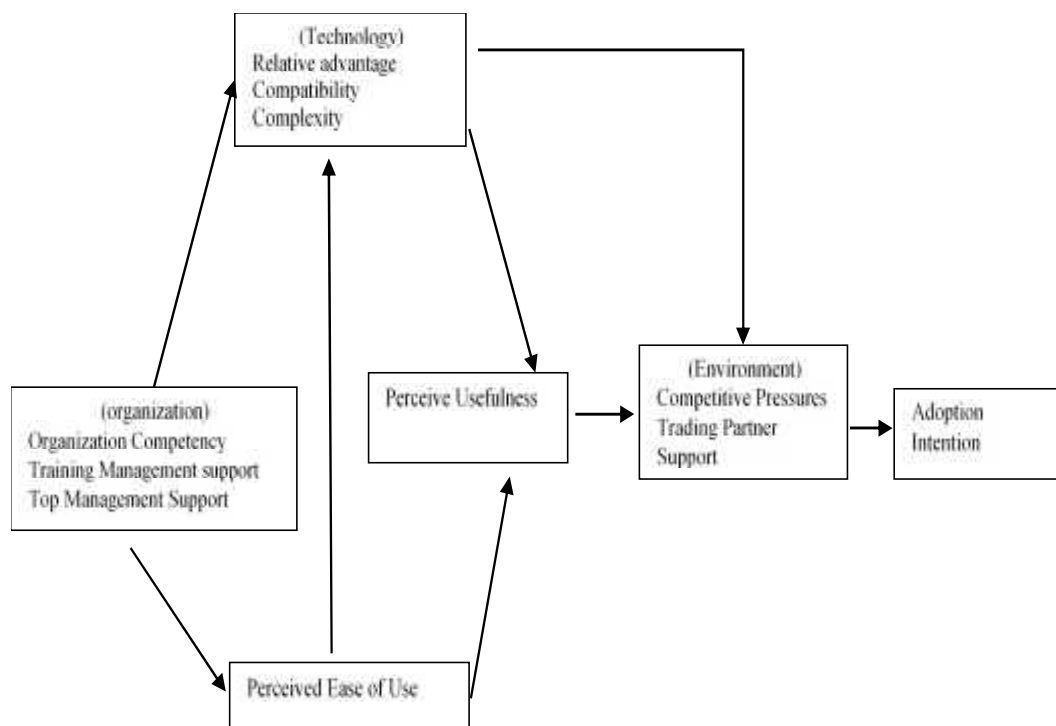 (Technology)
Relative advantage
Compatibility
Complexity
(organization)
Organization Competency
Training Management support
Top Management Support
Perceive Usefulness
(Environment)
Competitive Pressures
Trading Partner
Support
Adoption
Intention
Perceived Ease of Use